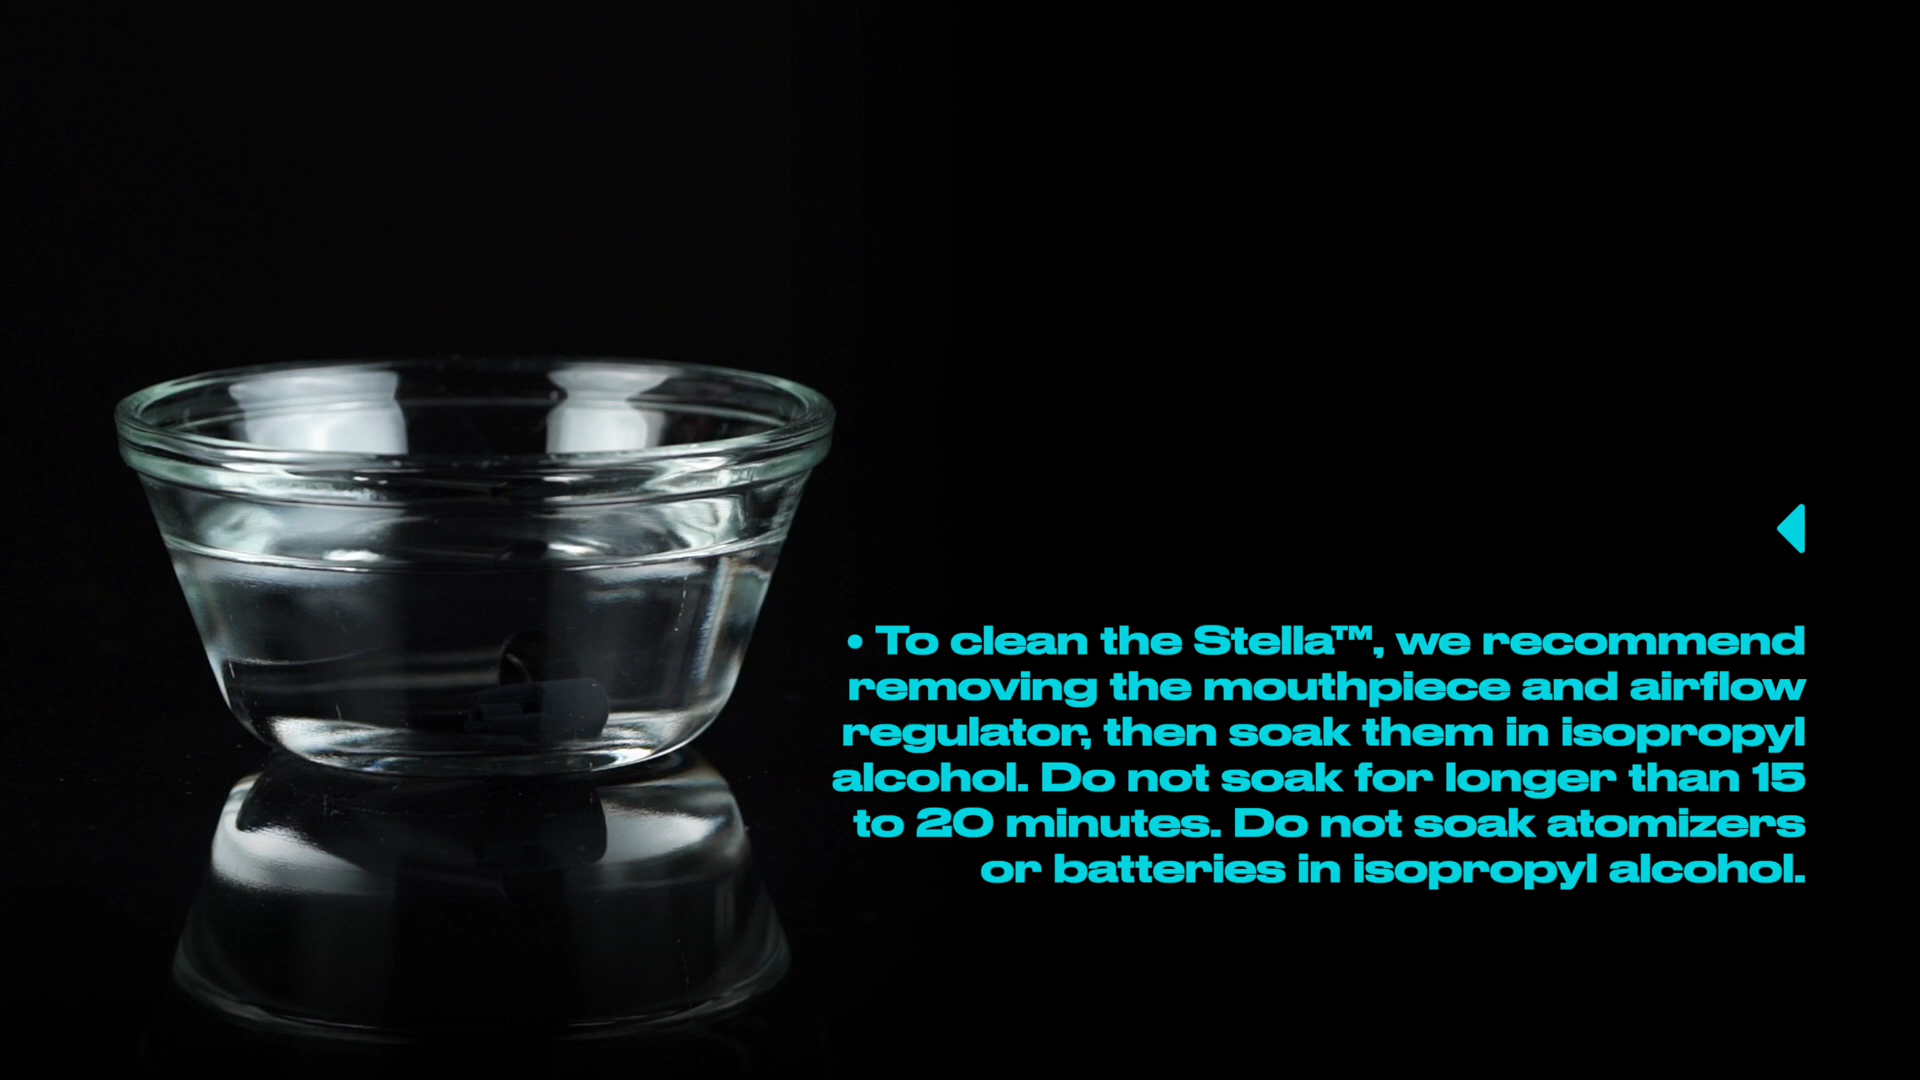 • To clean the Stella™, we recommend
removing the mouthpiece and airflow
regulator, then soak them in isopropyl
alcohol. Do not soak for longer than 15
to 20 minutes. Do not soak atomizers
or batteries in isopropyl alcohol.